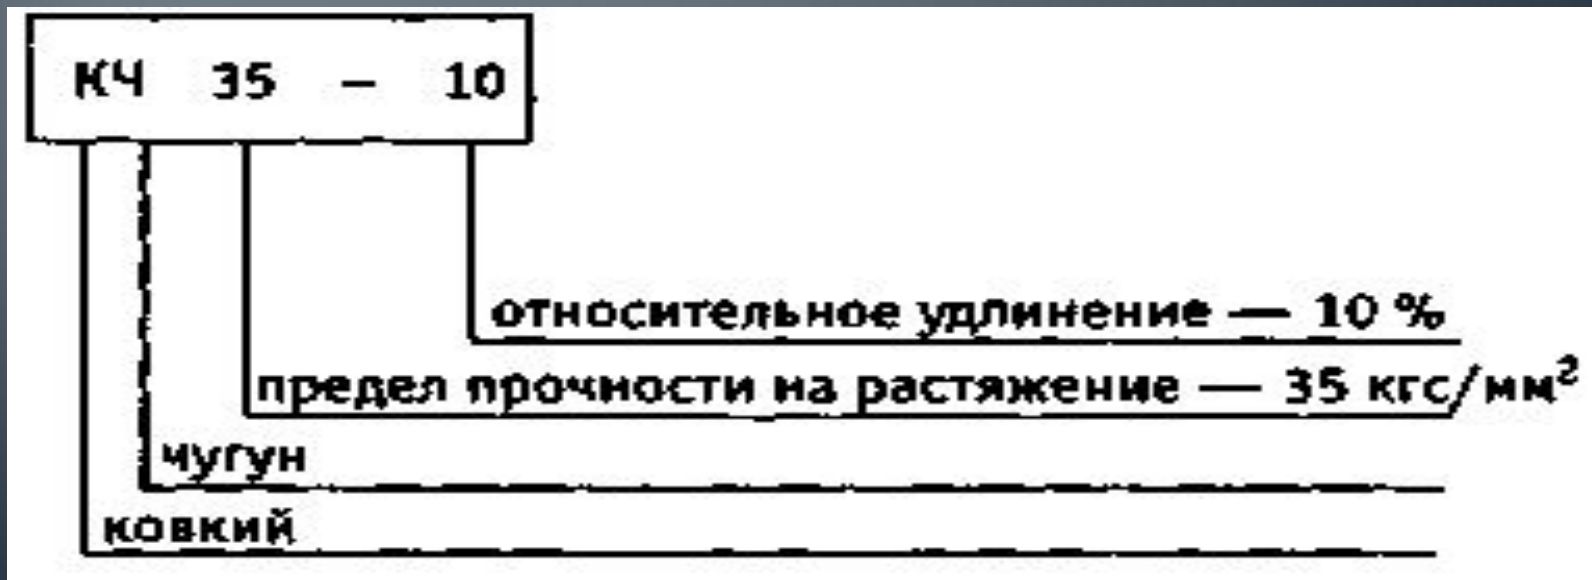 КЧ 35 – 10
относительное удлинение — 10 %
предел прочности на растяжение — 35 кгс/мм²
чугун
ковкий